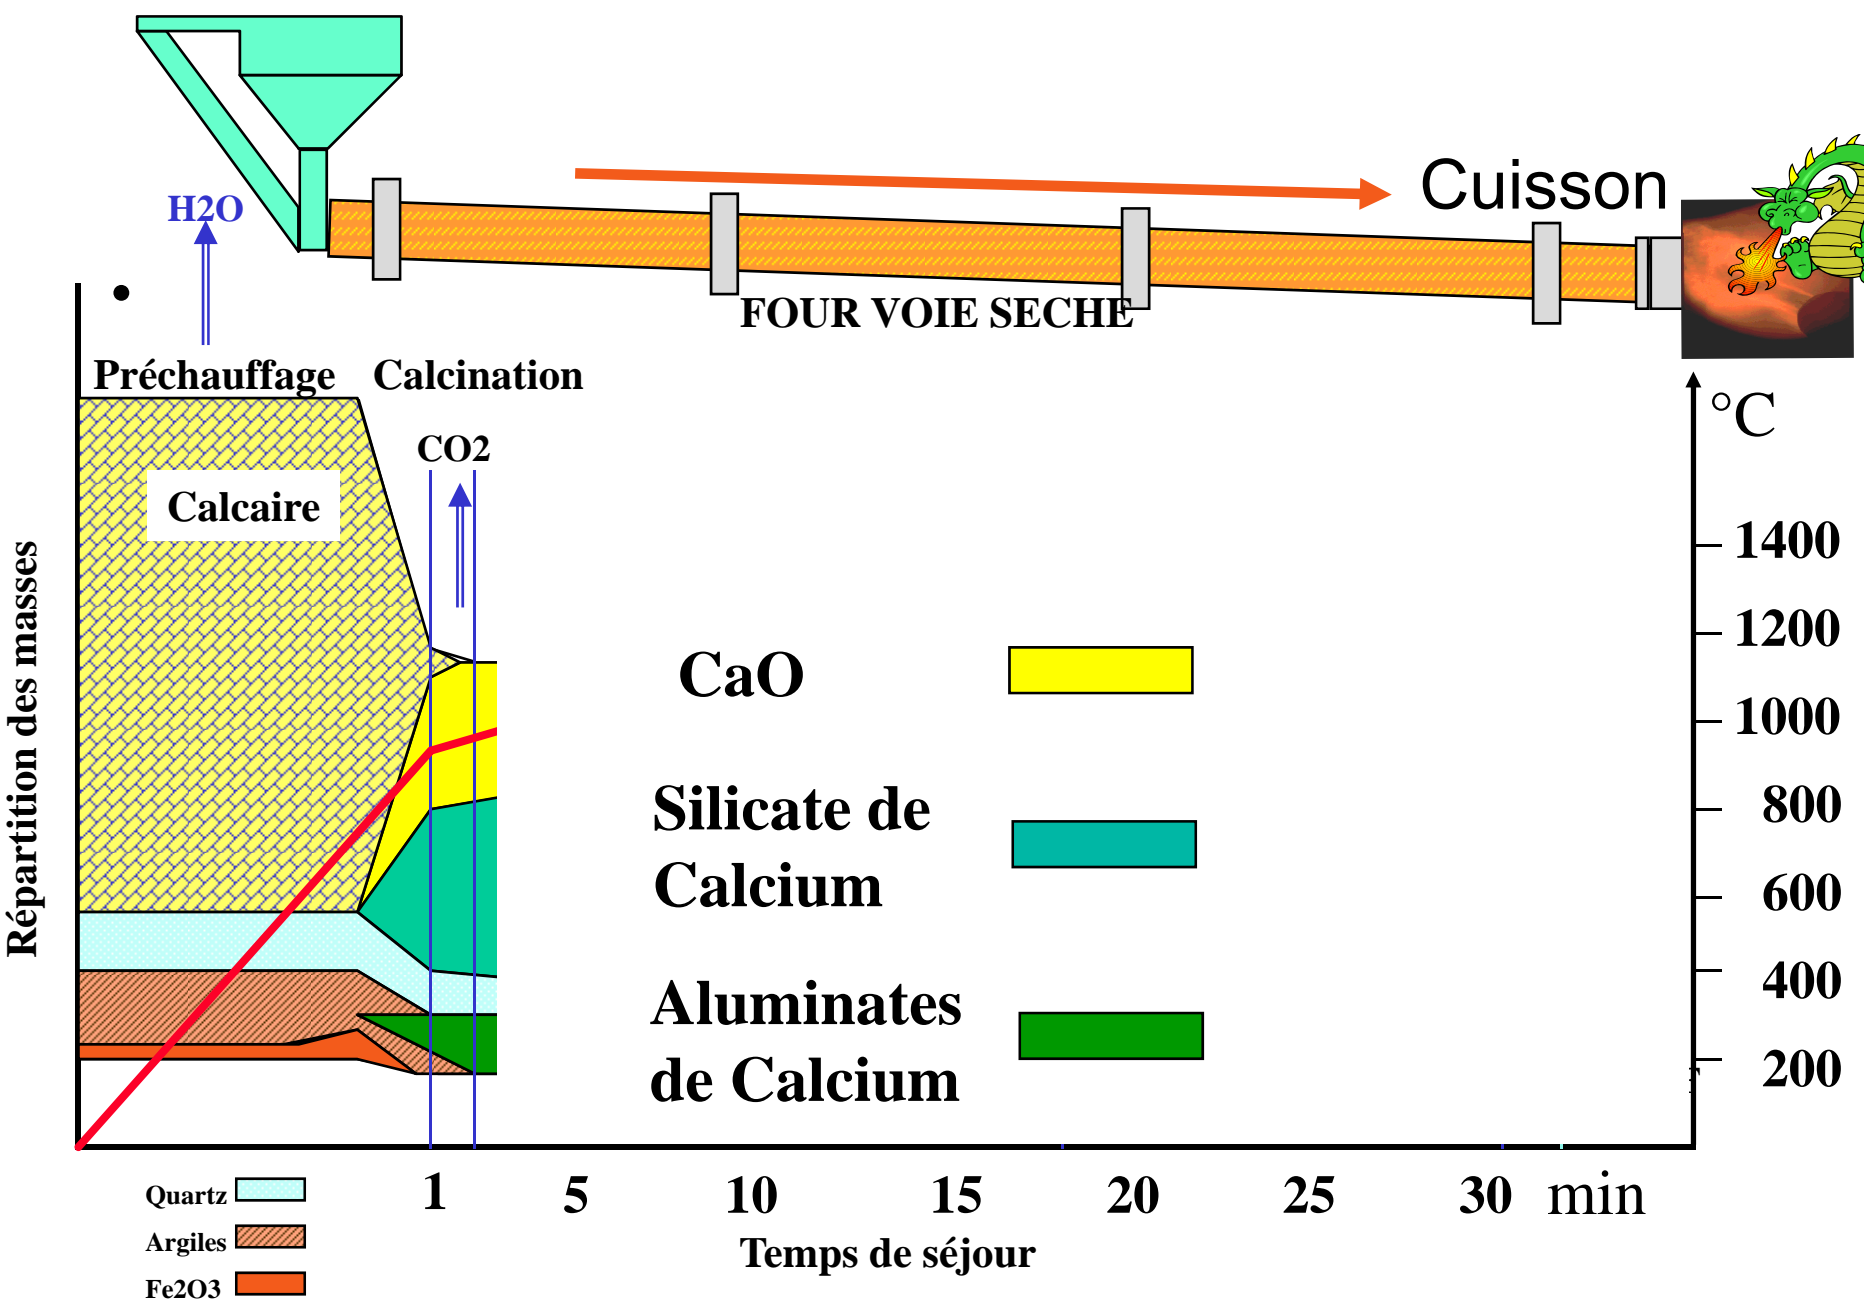 Cuisson
H2O
FOUR VOIE SECHE
Préchauffage
Calcination
°C
CO2
Calcaire
Répartition des masses
1400
1200
1000
800
600
400
200
CaO
Silicate de
Calcium
Aluminates
de Calcium
1 5 10 15 20 25 30 min
Temps de séjour
Quartz
Argiles
Fe2O3